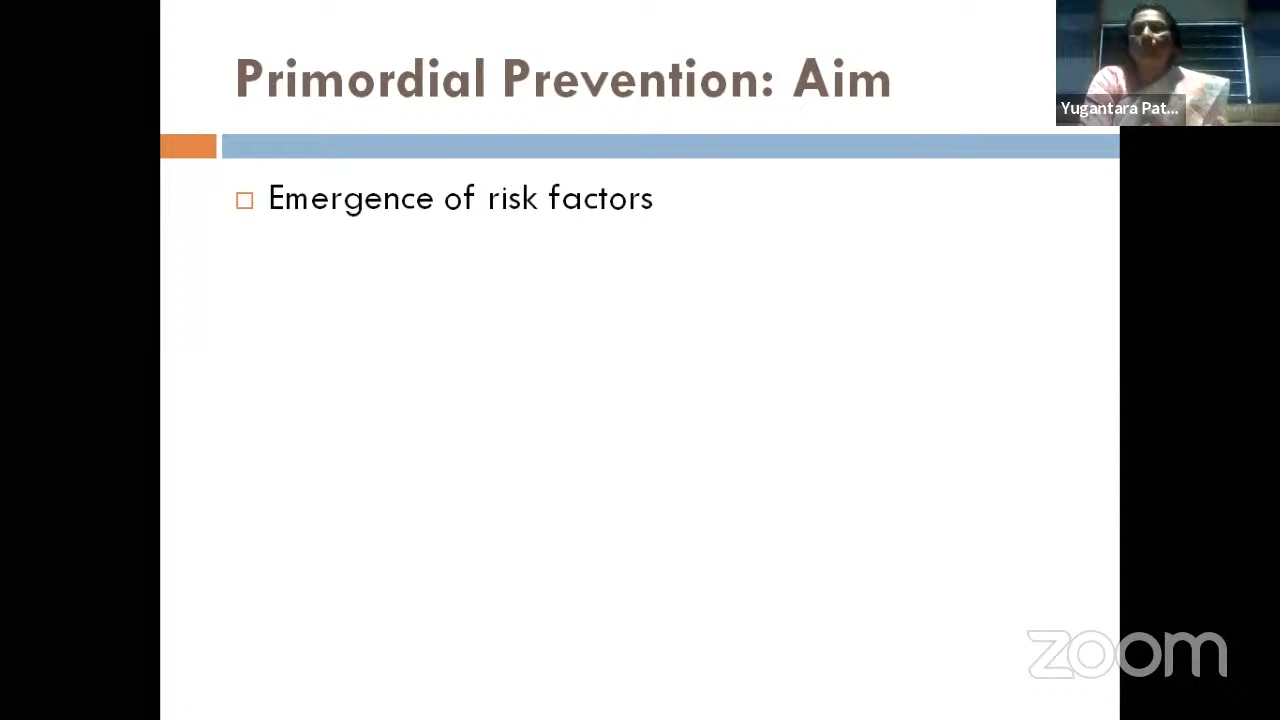 Primordial Prevention: Aim
Yugantara Pat...
Emergence of risk factors
zoom